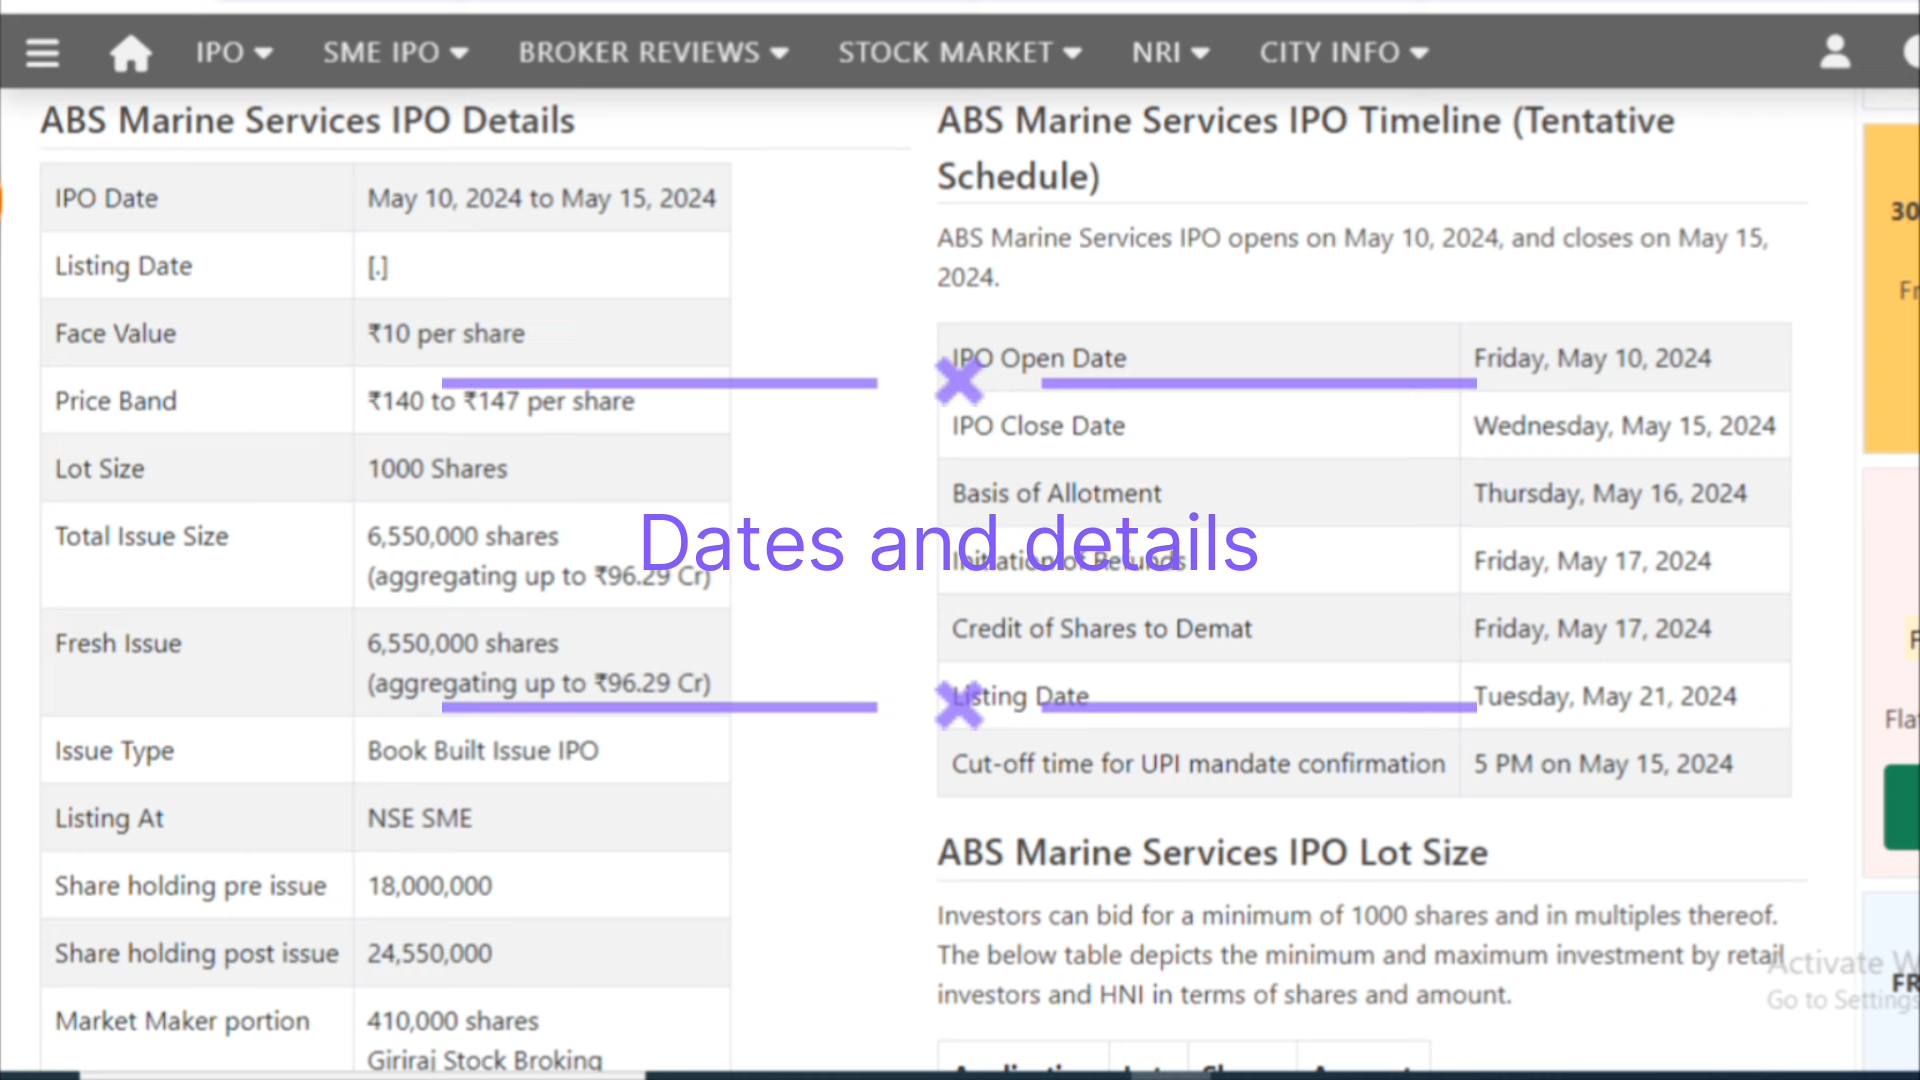 IPO SME IPO BROKER REVIEWS STOCK MARKET NRI CITY INFO
ABS Marine Services IPO Details
IPO Date May 10, 2024 to May 15, 2024
Listing Date [.]
Face Value ₹10 per share
Price Band ₹140 to ₹147 per share
Lot Size 1000 Shares
Total Issue Size 6,550,000 shares
(aggregating up to ₹96.29 Cr)
Fresh Issue 6,550,000 shares
(aggregating up to ₹96.29 Cr)
Issue Type Book Built Issue IPO
Listing At NSE SME
Share holding pre issue 18,000,000
Share holding post issue 24,550,000
Market Maker portion 410,000 shares
Giriraj Stock Broking
ABS Marine Services IPO Timeline (Tentative
Schedule)
ABS Marine Services IPO opens on May 10, 2024, and closes on May 15,
2024.
IPO Open Date Friday, May 10, 2024
IPO Close Date Wednesday, May 15, 2024
Basis of Allotment Thursday, May 16, 2024
Initiation of Refunds Friday, May 17, 2024
Credit of Shares to Demat Friday, May 17, 2024
Listing Date Tuesday, May 21, 2024
Cut-off time for UPI mandate confirmation 5 PM on May 15, 2024
Dates and details
ABS Marine Services IPO Lot Size
Investors can bid for a minimum of 1000 shares and in multiples thereof.
The below table depicts the minimum and maximum investment by retail
investors and HNI in terms of shares and amount.
30
Activate W
Go to Settings
FR